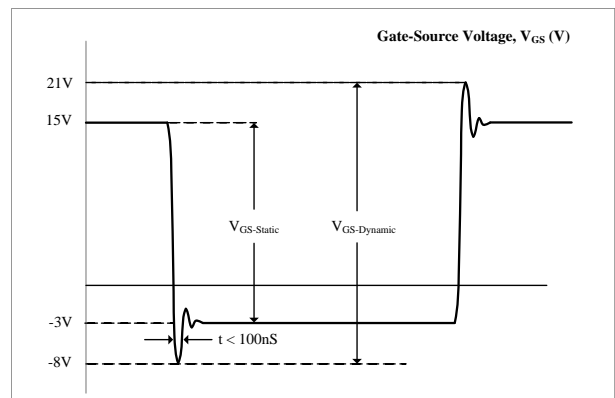 Gate-Source Voltage, VGS (V)
21V
15V
VGS-Static
VGS-Dynamic
-3V
t < 100nS
-8V